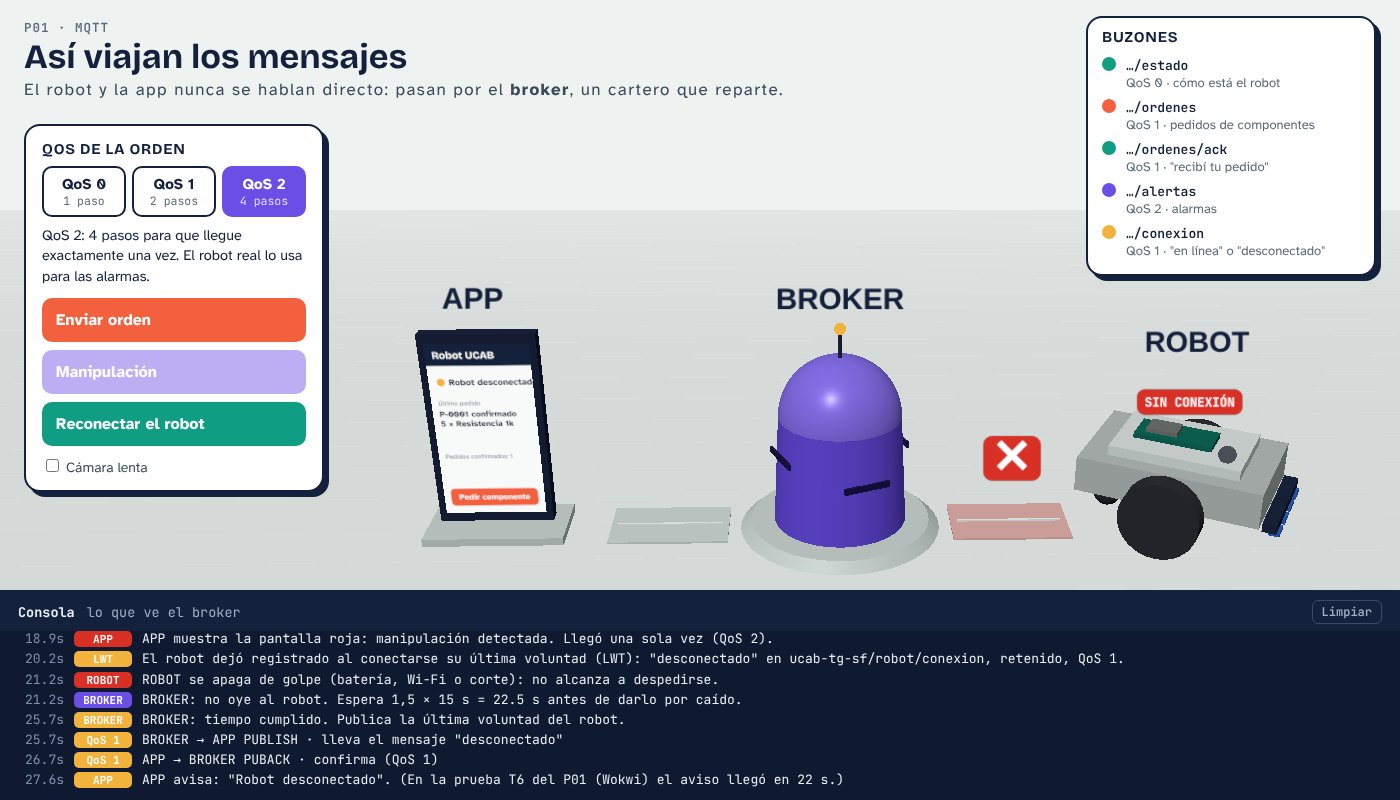 P01 · MQTT
Así viajan los mensajes
El robot y la app nunca se hablan directo: pasan por el broker, un cartero que reparte.
QOS DE LA ORDEN
QoS 0
1 paso
QoS 1
2 pasos
QoS 2
4 pasos
QoS 2: 4 pasos para que llegue
exactamente una vez. El robot real lo usa
para las alarmas.
Enviar orden
Manipulación
Reconectar el robot
Cámara lenta
BUZONES
…/estado
QoS 0 · cómo está el robot
…/ordenes
QoS 1 · pedidos de componentes
…/ordenes/ack
QoS 1 · "recibí tu pedido"
…/alertas
QoS 2 · alarmas
…/conexion
QoS 1 · "en línea" o "desconectado"
APP
Robot UCAB
Robot desconectad
Último pedido
P-0001 confirmado
5 × Resistencia 1k
Pedidos confirmados: 1
Pedir componente
BROKER
ROBOT
SIN CONEXIÓN
Consola lo que ve el broker
Limpiar
18.9s APP APP muestra la pantalla roja: manipulación detectada. Llegó una sola vez (QoS 2).
20.2s LWT El robot dejó registrado al conectarse su última voluntad (LWT): "desconectado" en ucab-tg-sf/robot/conexion, retenido, QoS 1.
21.2s ROBOT ROBOT se apaga de golpe (batería, Wi-Fi o corte): no alcanza a despedirse.
21.2s BROKER BROKER: no oye al robot. Espera 1,5 × 15 s = 22.5 s antes de darlo por caído.
25.7s BROKER BROKER: tiempo cumplido. Publica la última voluntad del robot.
25.7s QoS 1 BROKER → APP PUBLISH · lleva el mensaje "desconectado"
26.7s QoS 1 APP → BROKER PUBACK · confirma (QoS 1)
27.6s APP APP avisa: "Robot desconectado". (En la prueba T6 del P01 (Wokwi) el aviso llegó en 22 s.)